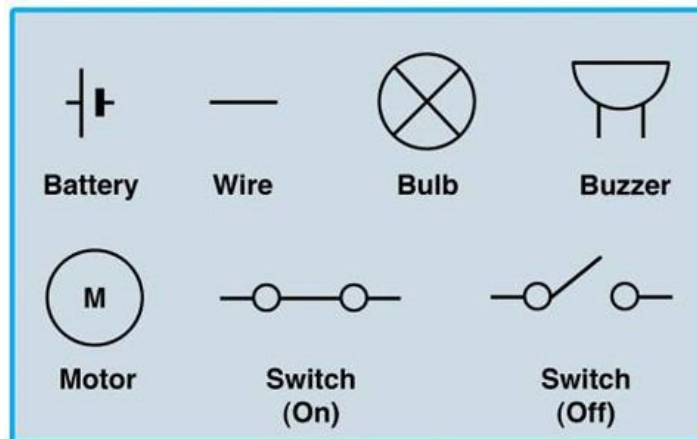 Battery
Wire
Bulb
Buzzer
M
Motor
Switch
(On)
Switch
(Off)